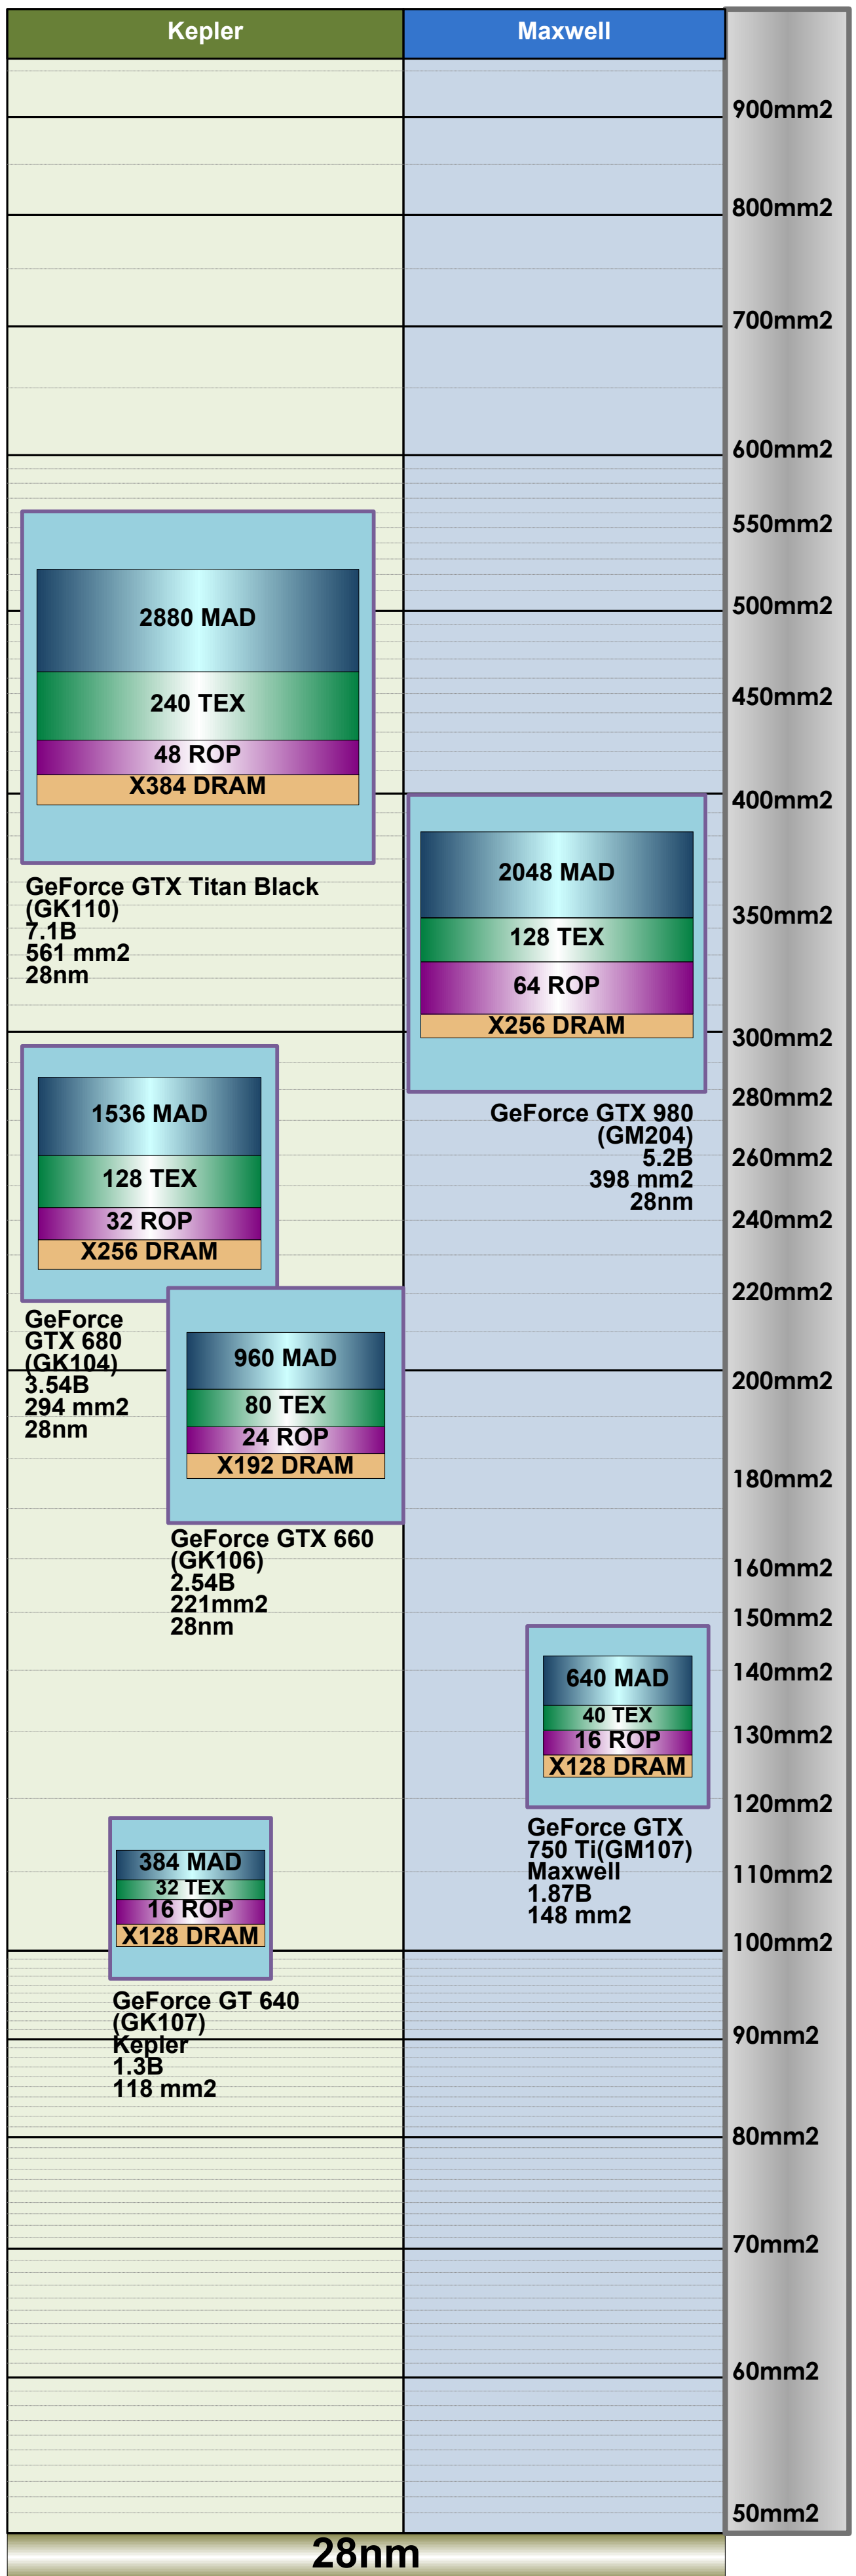 Kepler
Maxwell
900mm2
800mm2
700mm2
600mm2
550mm2
500mm2
450mm2
400mm2
350mm2
300mm2
280mm2
260mm2
240mm2
220mm2
200mm2
180mm2
160mm2
150mm2
140mm2
130mm2
120mm2
110mm2
100mm2
90mm2
80mm2
70mm2
60mm2
50mm2
2880 MAD
240 TEX
48 ROP
X384 DRAM
GeForce GTX Titan Black
(GK110)
7.1B
561 mm2
28nm
2048 MAD
128 TEX
64 ROP
X256 DRAM
GeForce GTX 980
(GM204)
5.2B
398 mm2
28nm
1536 MAD
128 TEX
32 ROP
X256 DRAM
GeForce
GTX 680
(GK104)
3.54B
294 mm2
28nm
960 MAD
80 TEX
24 ROP
X192 DRAM
GeForce GTX 660
(GK106)
2.54B
221mm2
28nm
640 MAD
40 TEX
16 ROP
X128 DRAM
GeForce GTX
750 Ti(GM107)
Maxwell
1.87B
148 mm2
384 MAD
32 TEX
16 ROP
X128 DRAM
GeForce GT 640
(GK107)
Kepler
1.3B
118 mm2
28nm